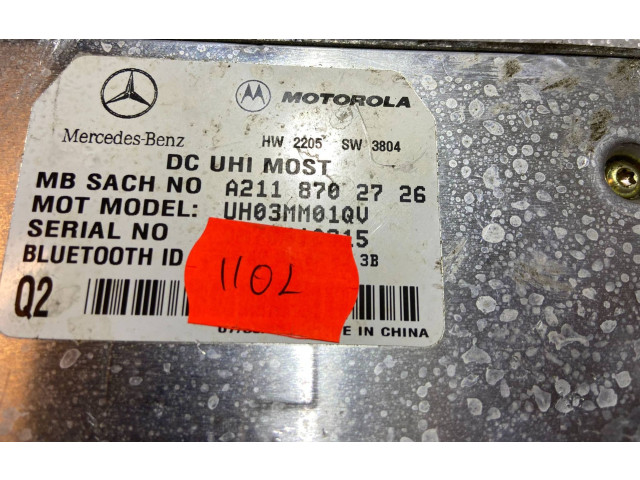 MOTOROLA
Mercedes-Benz
HW 2205 SW 3804
DC UHI MOST
MB SACH NO A211 870 27 26
MOT MODEL: UH03MM01QV
SERIAL NO
BLUETOOTH ID 3B
Q2
IN CHINA